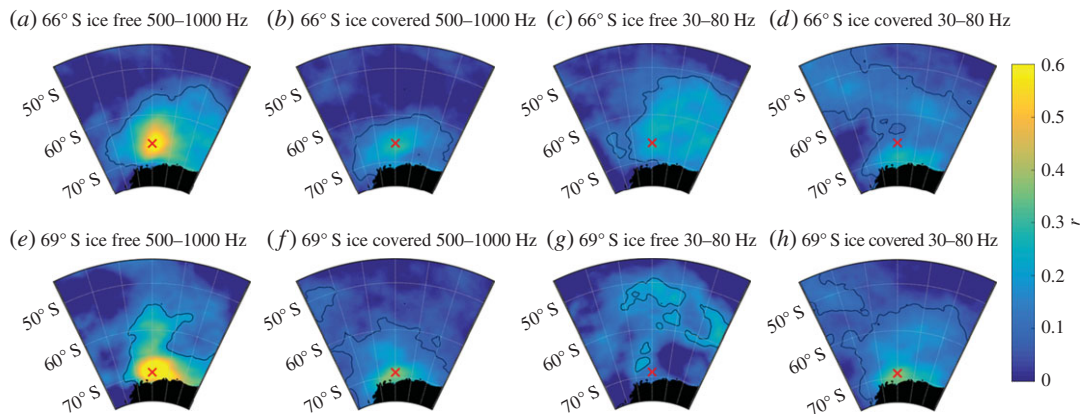 (a) 66° S ice free 500–1000 Hz
(b) 66° S ice covered 500–1000 Hz
(c) 66° S ice free 30–80 Hz
(d) 66° S ice covered 30–80 Hz
50° S
60° S
70° S
50° S
60° S
70° S
50° S
60° S
70° S
50° S
60° S
70° S
(e) 69° S ice free 500–1000 Hz
(f) 69° S ice covered 500–1000 Hz
(g) 69° S ice free 30–80 Hz
(h) 69° S ice covered 30–80 Hz
50° S
60° S
70° S
50° S
60° S
70° S
50° S
60° S
70° S
50° S
60° S
70° S
0.6
0.5
0.4
0.3
0.2
0.1
0
r